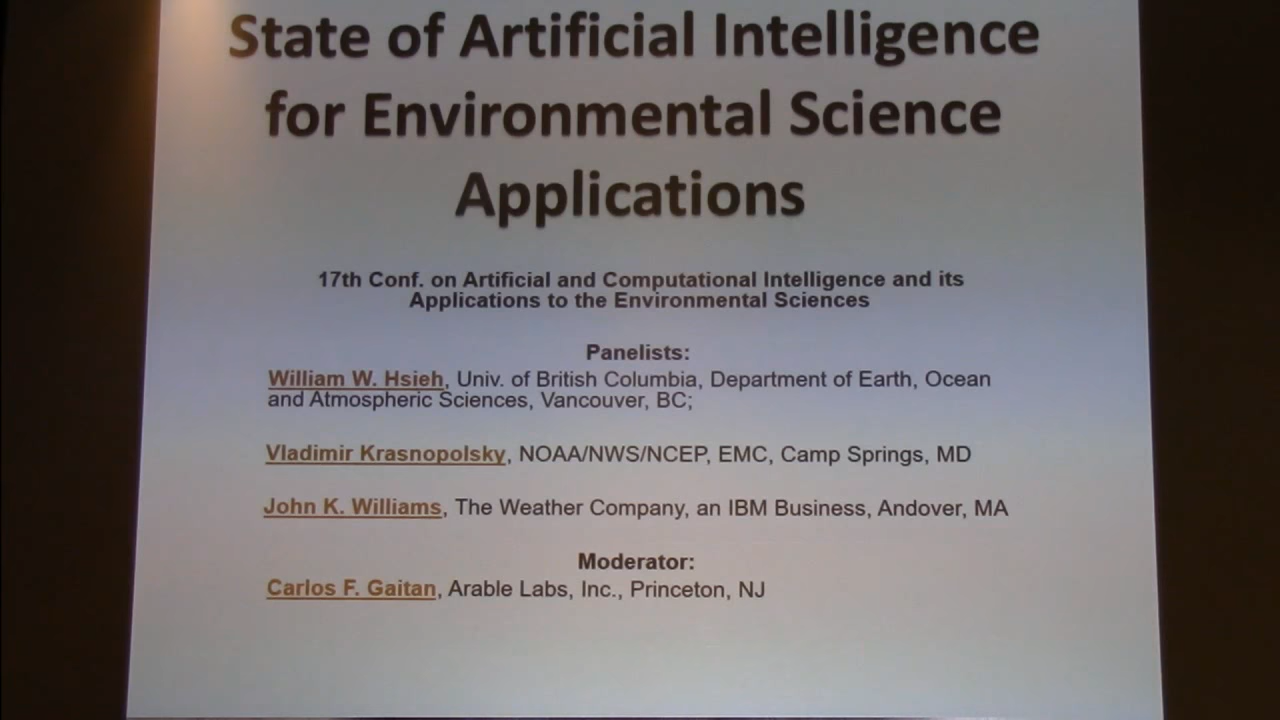 State of Artificial Intelligence
for Environmental Science
Applications
17th Conf. on Artificial and Computational Intelligence and its
Applications to the Environmental Sciences
Panelists:
William W. Hsieh, Univ. of British Columbia, Department of Earth, Ocean
and Atmospheric Sciences, Vancouver, BC;
Vladimir Krasnopolsky, NOAA/NWS/NCEP, EMC, Camp Springs, MD
John K. Williams, The Weather Company, an IBM Business, Andover, MA
Moderator:
Carlos F. Gaitan, Arable Labs, Inc., Princeton, NJ